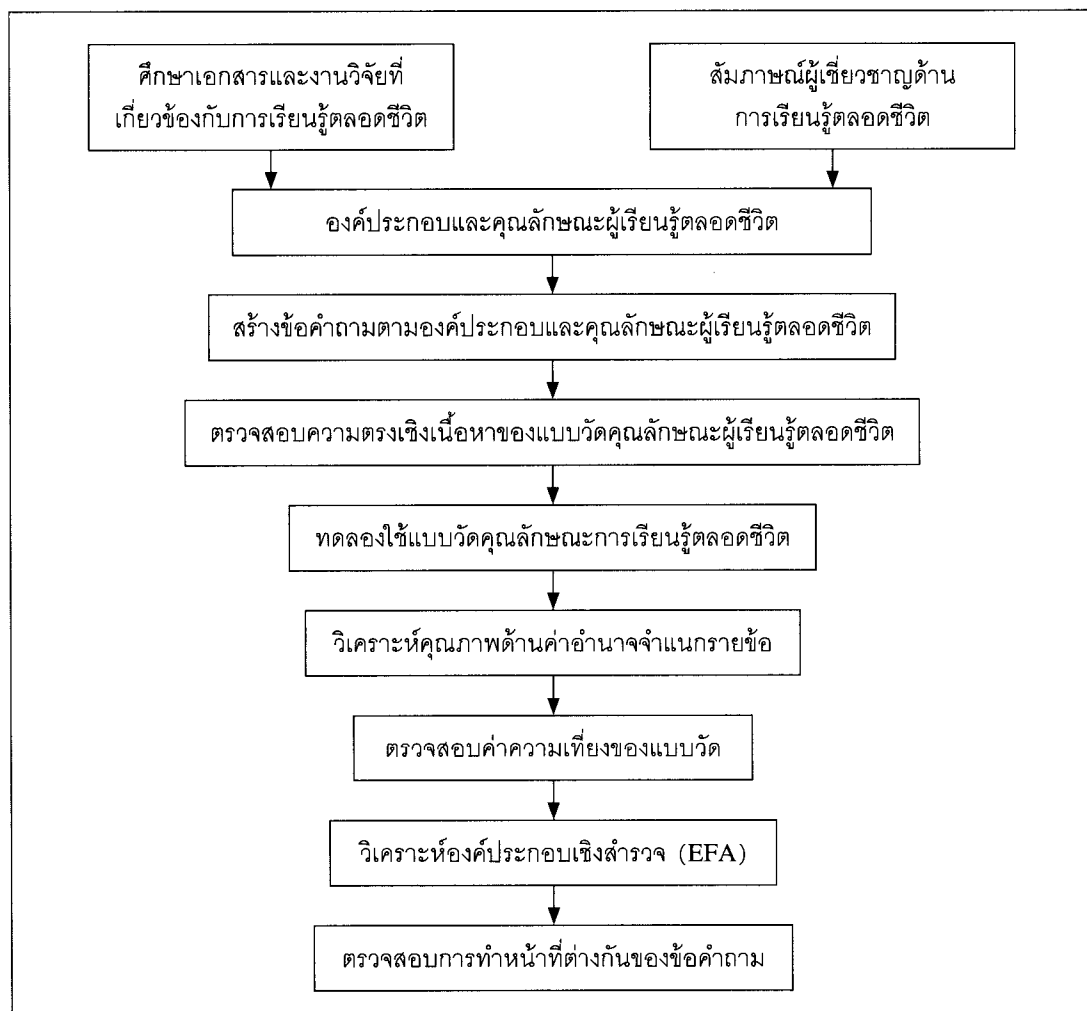 ศึกษาเอกสารและงานวิจัยที่
เกี่ยวข้องกับการเรียนรู้ตลอดชีวิต
สัมภาษณ์ผู้เชี่ยวชาญด้าน
การเรียนรู้ตลอดชีวิต
องค์ประกอบและคุณลักษณะผู้เรียนรู้ตลอดชีวิต
สร้างข้อคำถามตามองค์ประกอบและคุณลักษณะผู้เรียนรู้ตลอดชีวิต
ตรวจสอบความตรงเชิงเนื้อหาของแบบวัดคุณลักษณะผู้เรียนรู้ตลอดชีวิต
ทดลองใช้แบบวัดคุณลักษณะการเรียนรู้ตลอดชีวิต
วิเคราะห์คุณภาพด้านค่าอำนาจจำแนกรายข้อ
ตรวจสอบค่าความเที่ยงของแบบวัด
วิเคราะห์องค์ประกอบเชิงสำรวจ (EFA)
ตรวจสอบการทำหน้าที่ต่างกันของข้อคำถาม